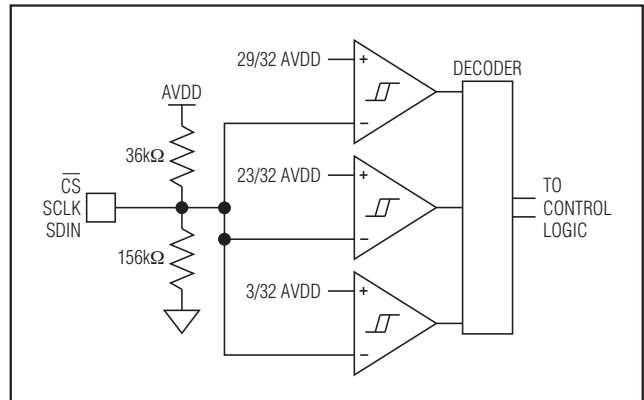 29/32 AVDD
+
−
DECODER
AVDD
36kΩ
CS
SCLK
SDIN
156kΩ
23/32 AVDD
+
−
TO
CONTROL
LOGIC
3/32 AVDD
+
−